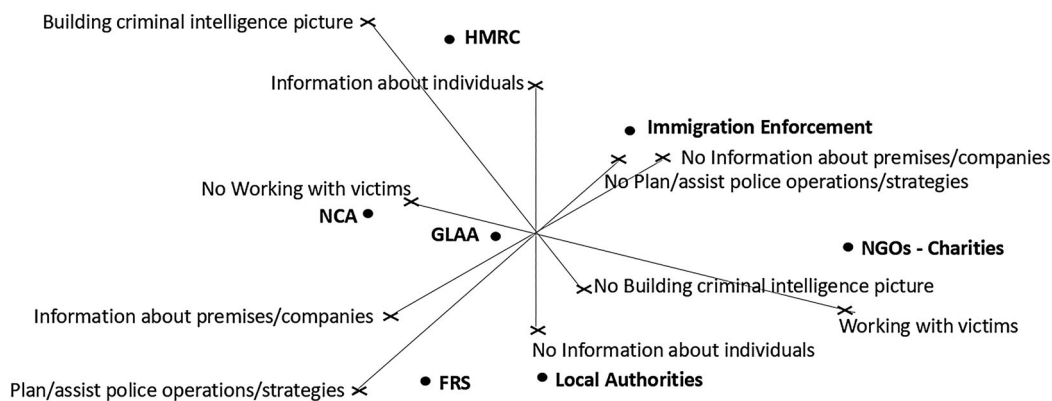 Building criminal intelligence picture
HMRC
Information about individuals
Immigration Enforcement
No Information about premises/companies
No Plan/assist police operations/strategies
No Working with victims
NCA
GLAA
NGOs - Charities
No Building criminal intelligence picture
Information about premises/companies
Working with victims
No Information about individuals
Plan/assist police operations/strategies
FRS
Local Authorities